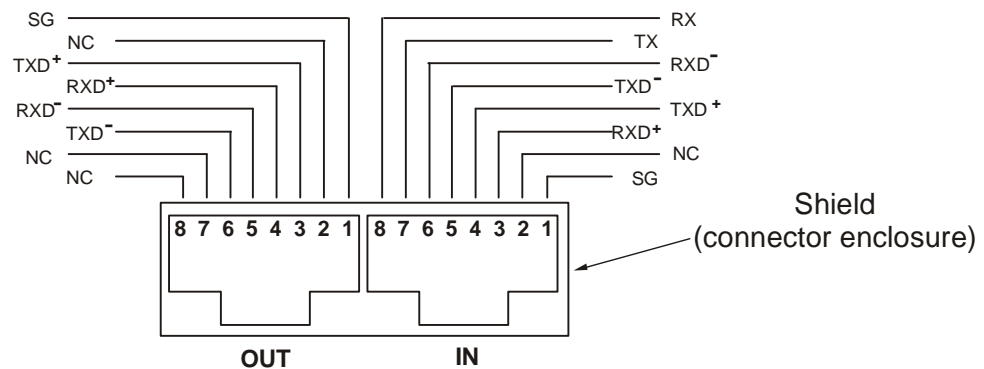 SG
NC
TXD+
RXD+
RXD-
TXD-
NC
NC
RX
TX
RXD-
TXD-
TXD+
RXD+
NC
SG
Shield
(connector enclosure)
8 7 6 5 4 3 2 1
8 7 6 5 4 3 2 1
OUT
IN